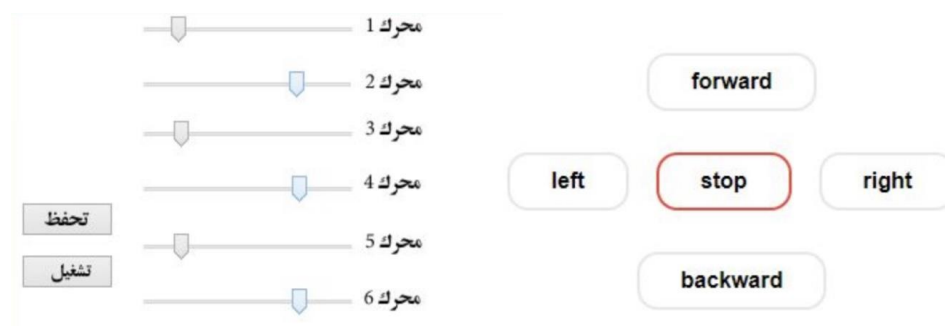 محرك 1
محرك 2
محرك 3
محرك 4
محرك 5
محرك 6
تحفظ
تشغيل
forward
left
stop
right
backward